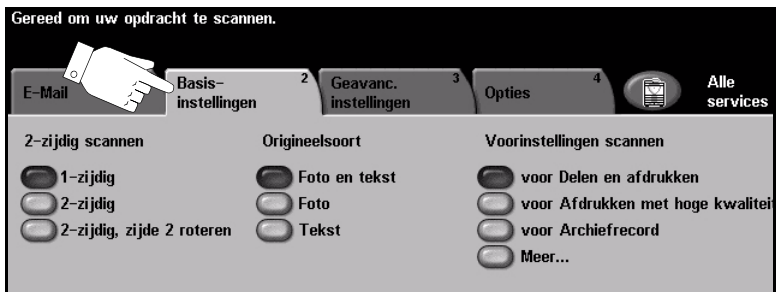 Gereed om uw opdracht te scannen.
E-Mail
Basis-
instellingen
2
Geavanc.
instellingen
3
Opties
4
Alle
services
2-zijdig scannen
1-zijdig
2-zijdig
2-zijdig, zijde 2 roteren
Origineelsoort
Foto en tekst
Foto
Tekst
Voorinstellingen scannen
voor Delen en afdrukken
voor Afdrukken met hoge kwaliteit
voor Archiefrecord
Meer...